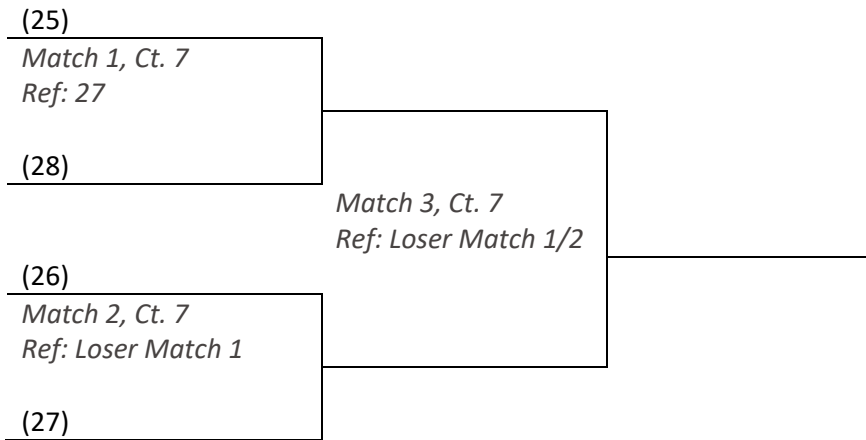 (25)
Match 1, Ct. 7
Ref: 27
(28)
Match 3, Ct. 7
Ref: Loser Match 1/2
(26)
Match 2, Ct. 7
Ref: Loser Match 1
(27)